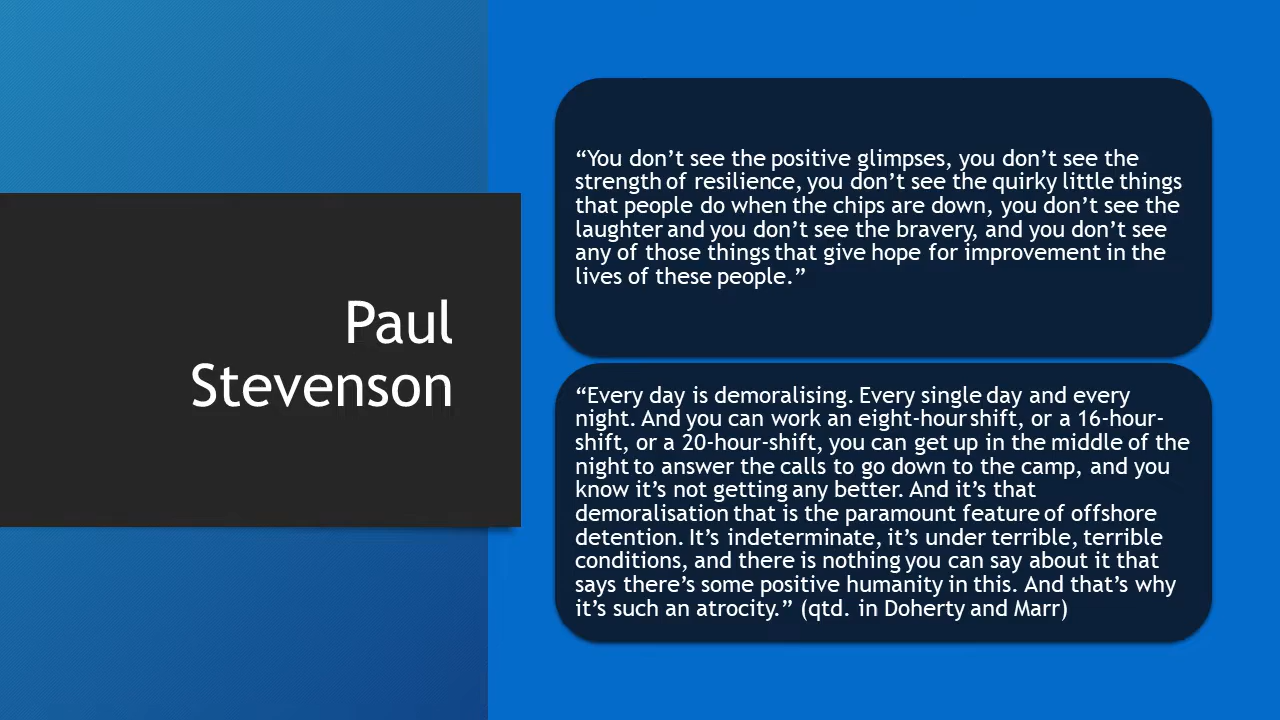 Paul
Stevenson
“You don’t see the positive glimpses, you don’t see the
strength of resilience, you don’t see the quirky little things
that people do when the chips are down, you don’t see the
laughter and you don’t see the bravery, and you don’t see
any of those things that give hope for improvement in the
lives of these people.”
“Every day is demoralising. Every single day and every
night. And you can work an eight-hour shift, or a 16-hour-
shift, or a 20-hour-shift, you can get up in the middle of the
night to answer the calls to go down to the camp, and you
know it’s not getting any better. And it’s that
demoralisation that is the paramount feature of offshore
detention. It’s indeterminate, it’s under terrible, terrible
conditions, and there is nothing you can say about it that
says there’s some positive humanity in this. And that’s why
it’s such an atrocity.” (qtd. in Doherty and Marr)